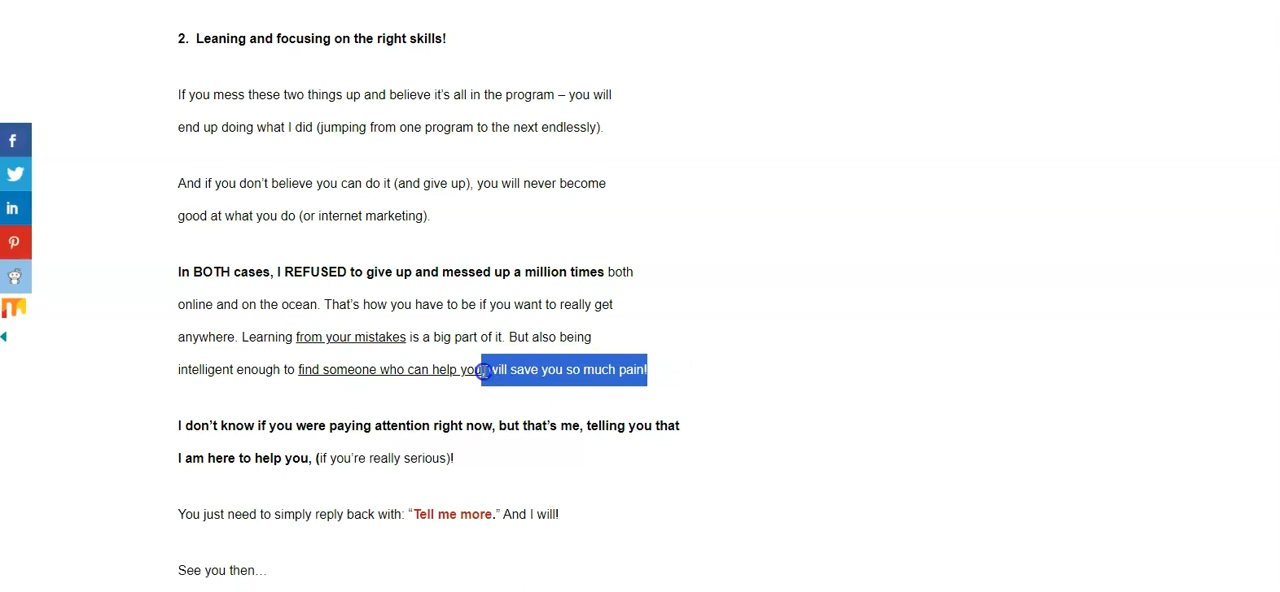 2. Leaning and focusing on the right skills!
If you mess these two things up and believe it's all in the program – you will
end up doing what I did (jumping from one program to the next endlessly).
And if you don't believe you can do it (and give up), you will never become
good at what you do (or internet marketing).
In BOTH cases, I REFUSED to give up and messed up a million times both
online and on the ocean. That's how you have to be if you want to really get
anywhere. Learning from your mistakes is a big part of it. But also being
intelligent enough to find someone who can help you will save you so much pain!
I don't know if you were paying attention right now, but that's me, telling you that
I am here to help you, (if you're really serious)!
You just need to simply reply back with: “Tell me more.” And I will!
See you then…